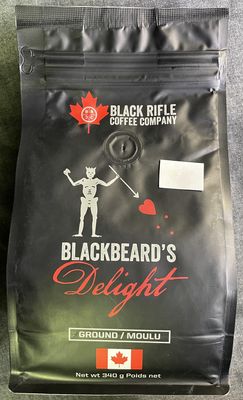 BLACK RIFLE
COFFEE COMPANY
BLACKBEARD'S
Delight
GROUND / MOULU
Net wt 340 g Poids net